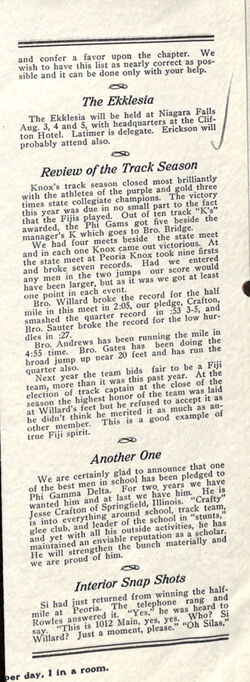 and confer a favor upon the chapter. We
wish to have this list as nearly correct as pos-
sible and it can be done only with your help.
The Ekklesia
The Ekklesia will be held at Niagara Falls
Aug. 3, 4 and 5, with headquarters at the Clif-
ton Hotel. Latimer is delegate. Erickson will
probably attend also.
Review of the Track Season
Knox's track season closed most brilliantly
with the athletes of the purple and gold three
times state collegiate champions. The victory
this year was due in no small part to the fact
that the Fijis played. Out of ten track "K's"
awarded, the Phi Gams got five beside the
manager's K which goes to Bro. Bridge.
We had four meets beside the state meet
and in each one Knox came out victorious. At
the state meet at Peoria Knox took nine firsts
and broke seven records. Had we entered
any men in the two jumps our score would
have been larger, but as it was we got at least
one point in each event.
Bro. Willard broke the record for the half
mile in this meet in 2:05, our pledge, Crafton,
smashed the quarter record in :53 3-5, and
Bro. Sauter broke the record for the low hur-
dles in :27.
Bro. Andrews has been running the mile in
4:55 time. Bro. Gates has been doing the
broad jump up near 20 feet and has run the
quarter also.
Next year the team bids fair to be a Fiji
team, more than it was this past year. At the
election of track captain at the close of the
season the highest honor of the team was laid
at Willard's feet but he refused to accept it as
he didn't think he merited it as much as an-
other member. This is a good example of
true Fiji spirit.
Another One
We are certainly glad to announce that one
of the best men in school has been pledged to
Phi Gamma Delta. For two years we have
wanted him and at last we have him. He is
Jesse Crafton of Springfield, Illinois. "Crafty"
is into everything around school, track team,
glee club, and leader of the school in "stunts,"
and yet with all his outside activities, he has
maintained an enviable reputation as a scholar.
He will strengthen the bunch materially and
we are proud of him.
Interior Snap Shots
Si had just returned from winning the half-
mile at Peoria. The telephone rang and
Rowles answered it. "Yes," he was heard to
say. "This is 1012 Main, yes, yes. Who? Si
Willard? Just a moment, please." "Oh Silas,"
per day, 1 in a room.